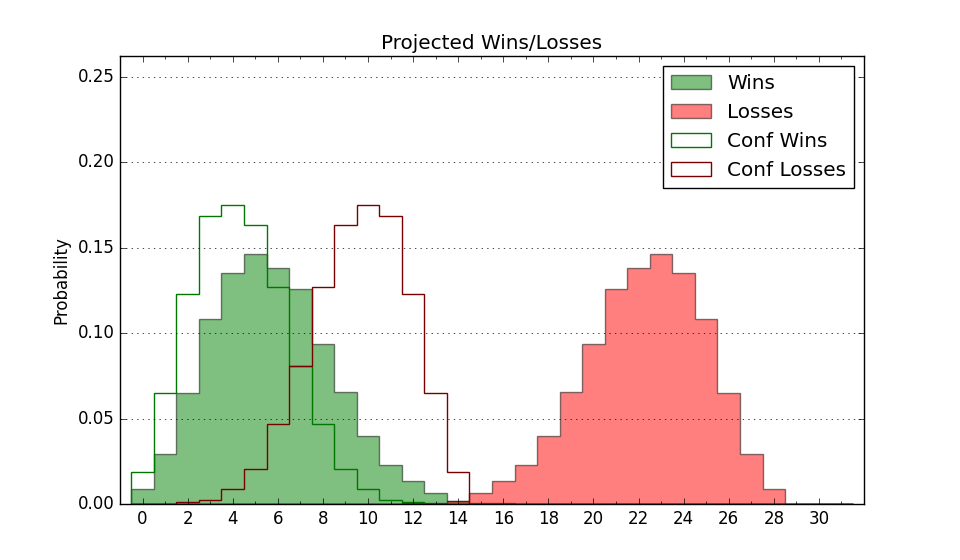 Projected Wins/Losses
0.25
0.20
0.15
0.10
0.05
0.00
Probability
Wins
Losses
Conf Wins
Conf Losses
0 2 4 6 8 10 12 14 16 18 20 22 24 26 28 30